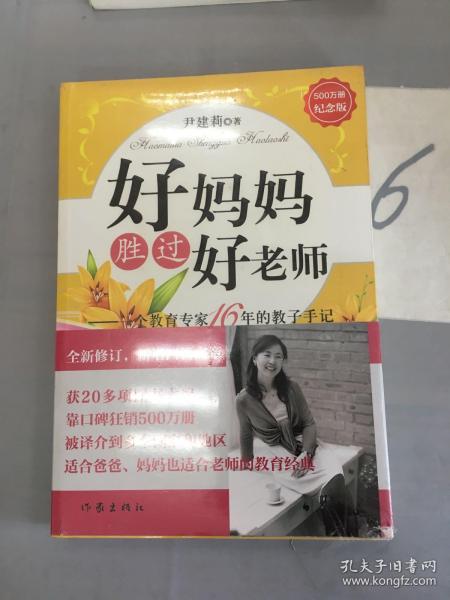 500万册
纪念版
尹建莉 著
Haomama Shengguo Haolaoshi
好妈妈
胜过
好老师
个教育专家16年的教子手记
全新修订,
获20多项
靠口碑狂销500万册
被译介到
地区
适合爸爸、妈妈也适合老师的教育经典
作家出版社
6
孔夫子旧书网
www.kongfz.com